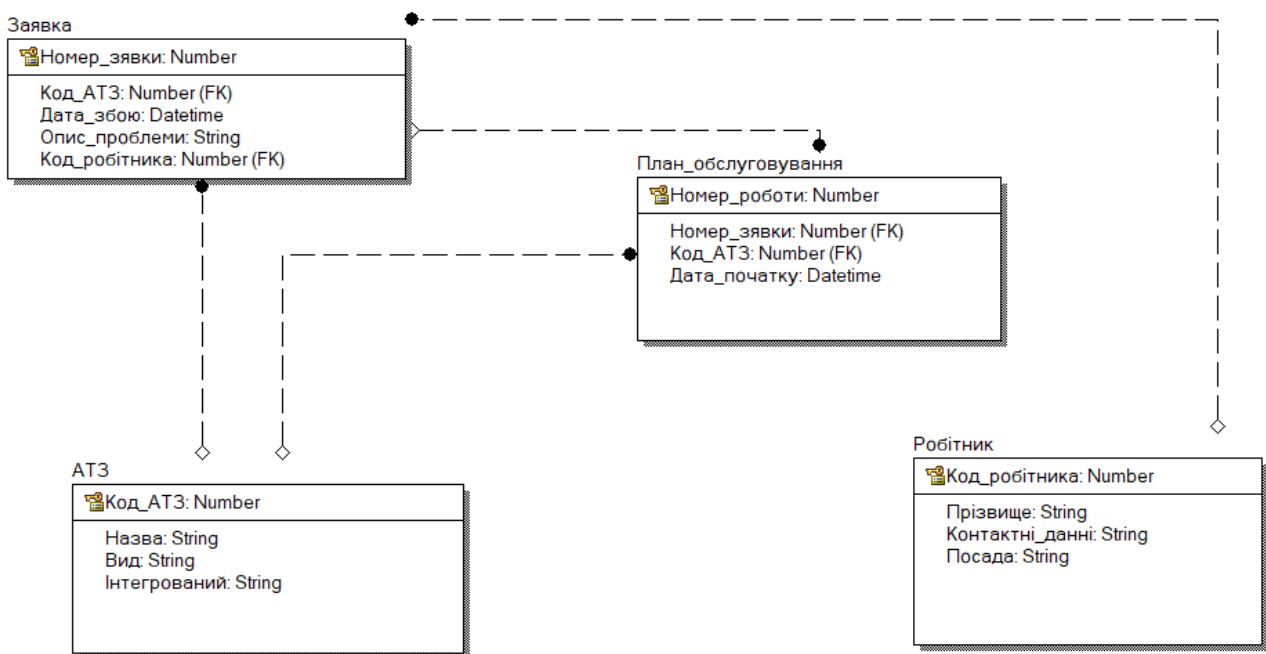 Заявка
Номер_зявки: Number
Код_АТЗ: Number (FK)
Дата_збою: Datetime
Опис_проблеми: String
Код_робітника: Number (FK)
План_обслуговування
Номер_роботи: Number
Номер_зявки: Number (FK)
Код_АТЗ: Number (FK)
Дата_початку: Datetime
АТЗ
Код_АТЗ: Number
Назва: String
Вид: String
Інтегрований: String
Робітник
Код_робітника: Number
Прізвище: String
Контактні_данні: String
Посада: String